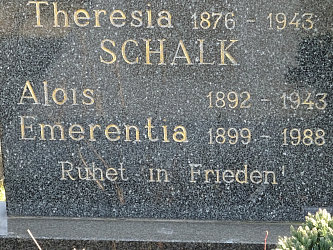 Theresia 1876 - 1943
SCHALK
Alois 1892 - 1943
Emerentia 1899 - 1988
Ruhet in Frieden!